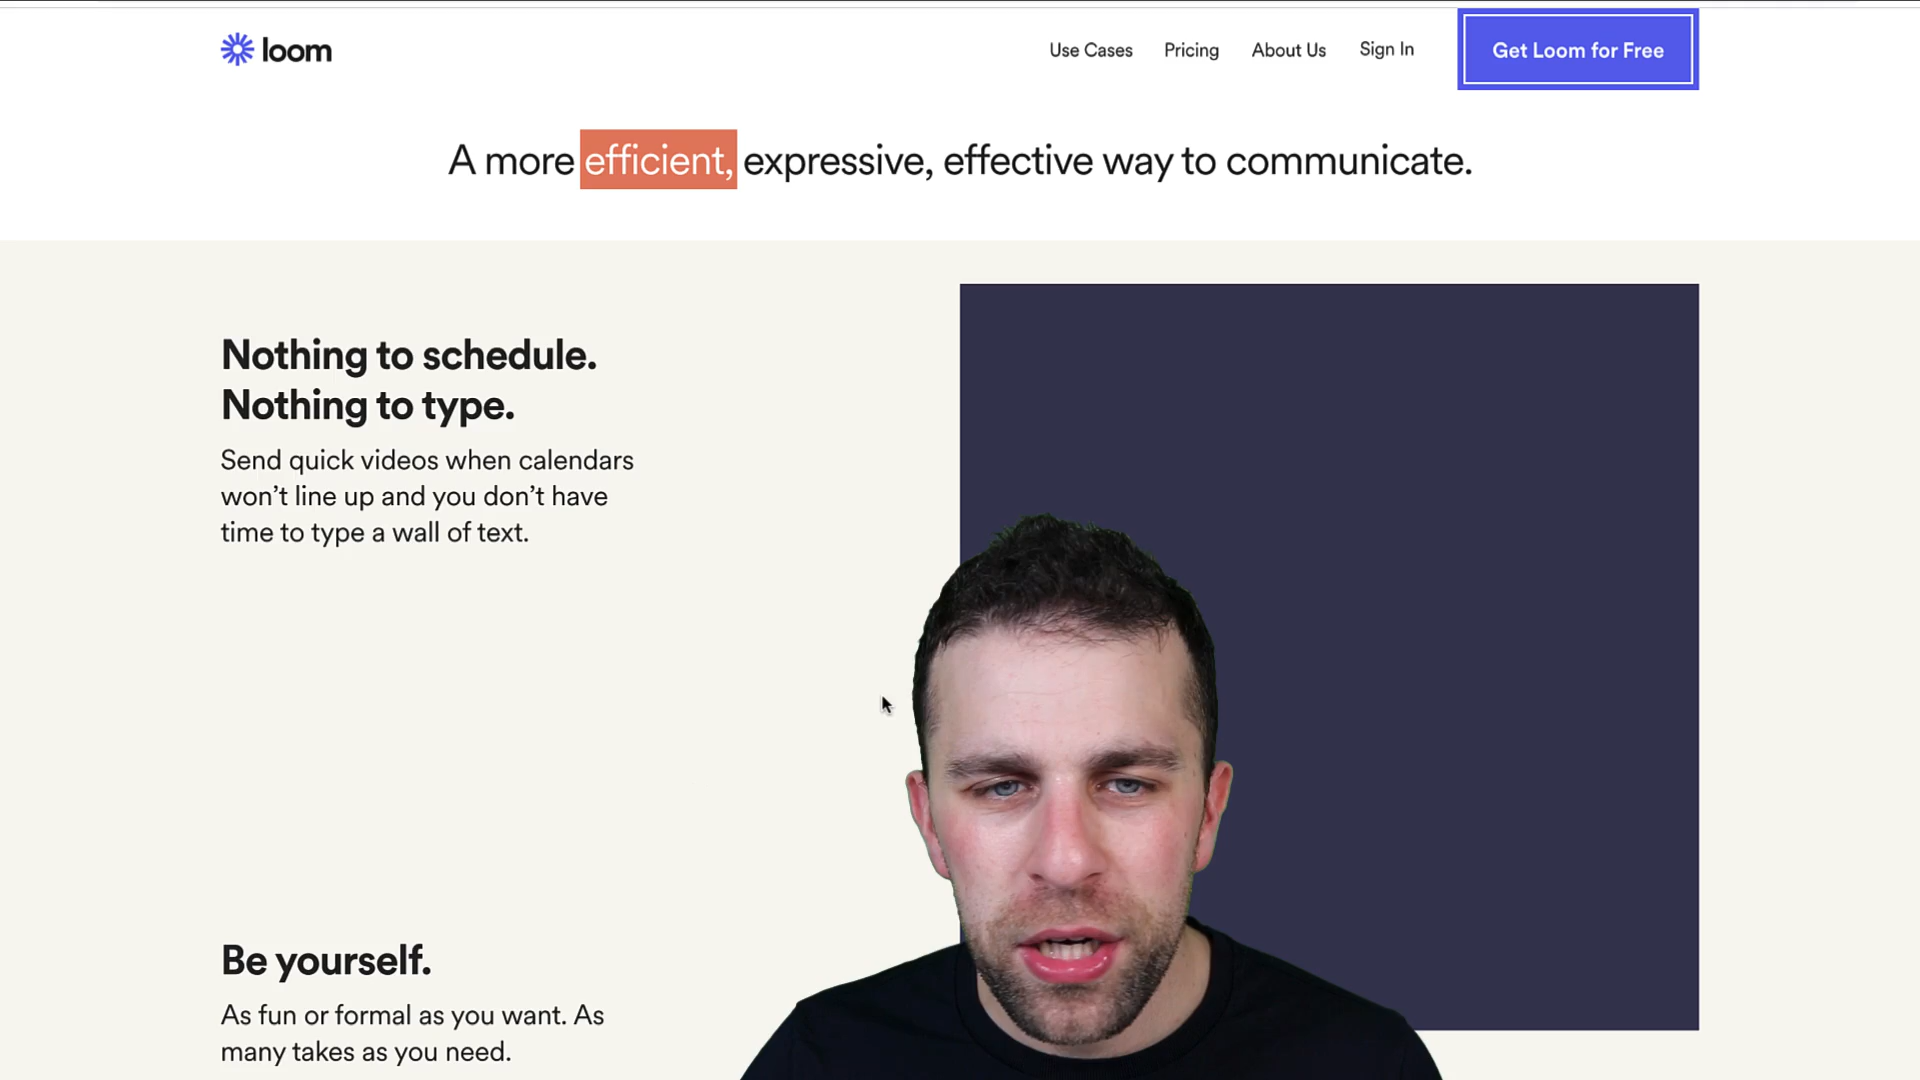 loom
Use Cases
Pricing
About Us
Sign In
Get Loom for Free
A more efficient, expressive, effective way to communicate.
Nothing to schedule.
Nothing to type.
Send quick videos when calendars
won’t line up and you don’t have
time to type a wall of text.
Be yourself.
As fun or formal as you want. As
many takes as you need.